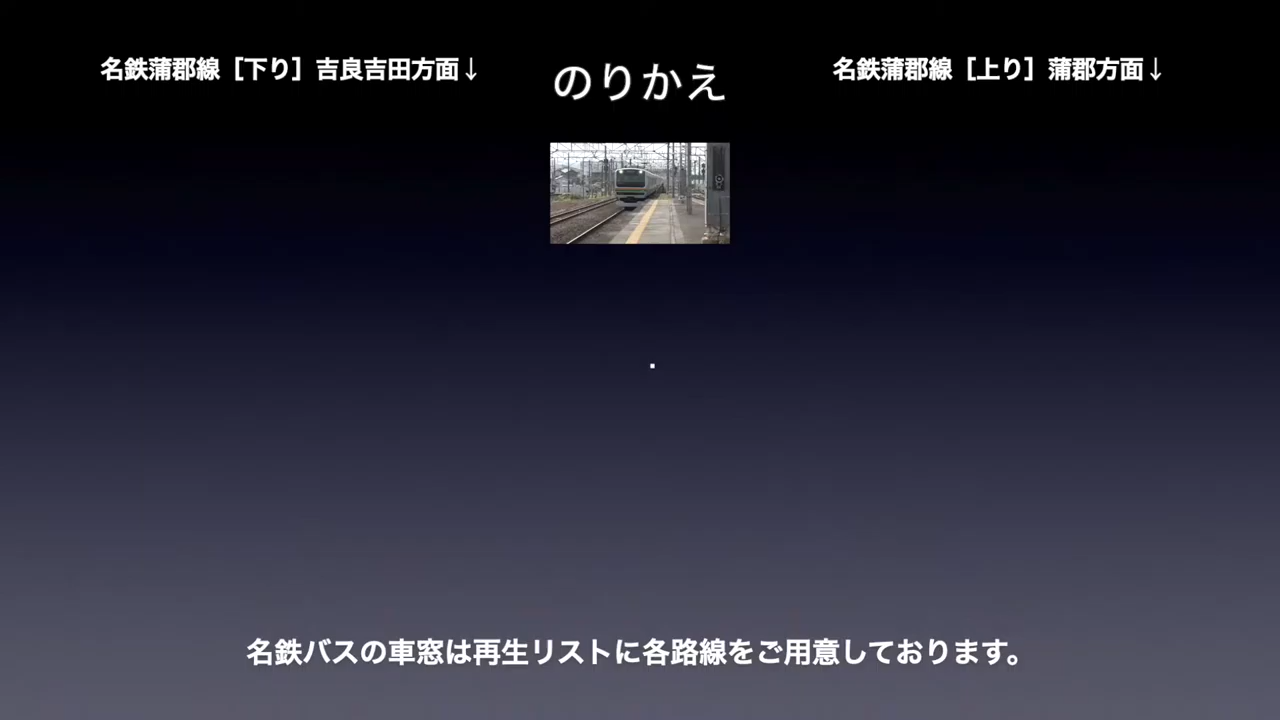 名鉄蒲郡線［下り］吉良吉田方面↓
のりかえ
名鉄蒲郡線［上り］蒲郡方面↓
名鉄バスの車窓は再生リストに各路線をご用意しております。